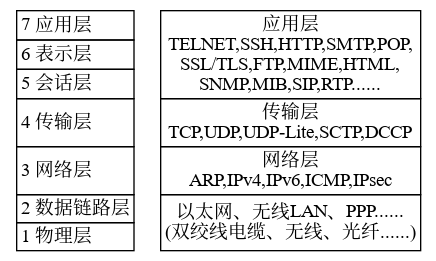 7 应用层
6 表示层
5 会话层
4 传输层
3 网络层
2 数据链路层
1 物理层
应用层
TELNET,SSH,HTTP,SMTP,POP,
SSL/TLS,FTP,MIME,HTML,
SNMP,MIB,SIP,RTP......
传输层
TCP,UDP,UDP-Lite,SCTP,DCCP
网络层
ARP,IPv4,IPv6,ICMP,IPsec
以太网、无线LAN、PPP......
(双绞线电缆、无线、光纤......)